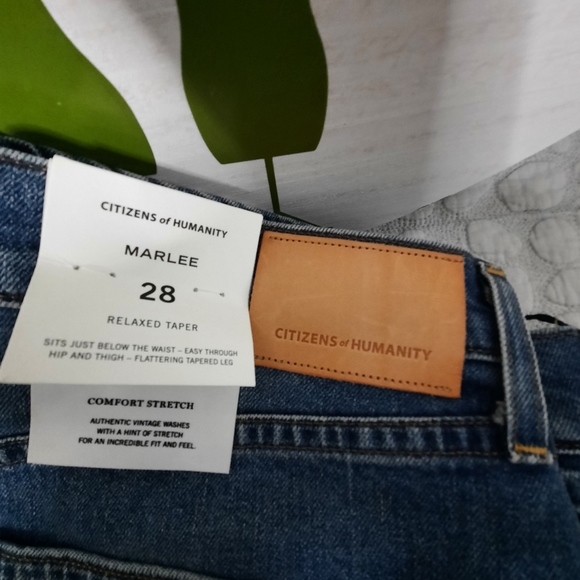 CITIZENS of HUMANITY
MARLEE
28
RELAXED TAPER
SITS JUST BELOW THE WAIST – EASY THROUGH
HIP AND THIGH – FLATTERING TAPERED LEG
COMFORT STRETCH
AUTHENTIC VINTAGE WASHES
WITH A HINT OF STRETCH
FOR AN INCREDIBLE FIT AND FEEL.
CITIZENS of HUMANITY